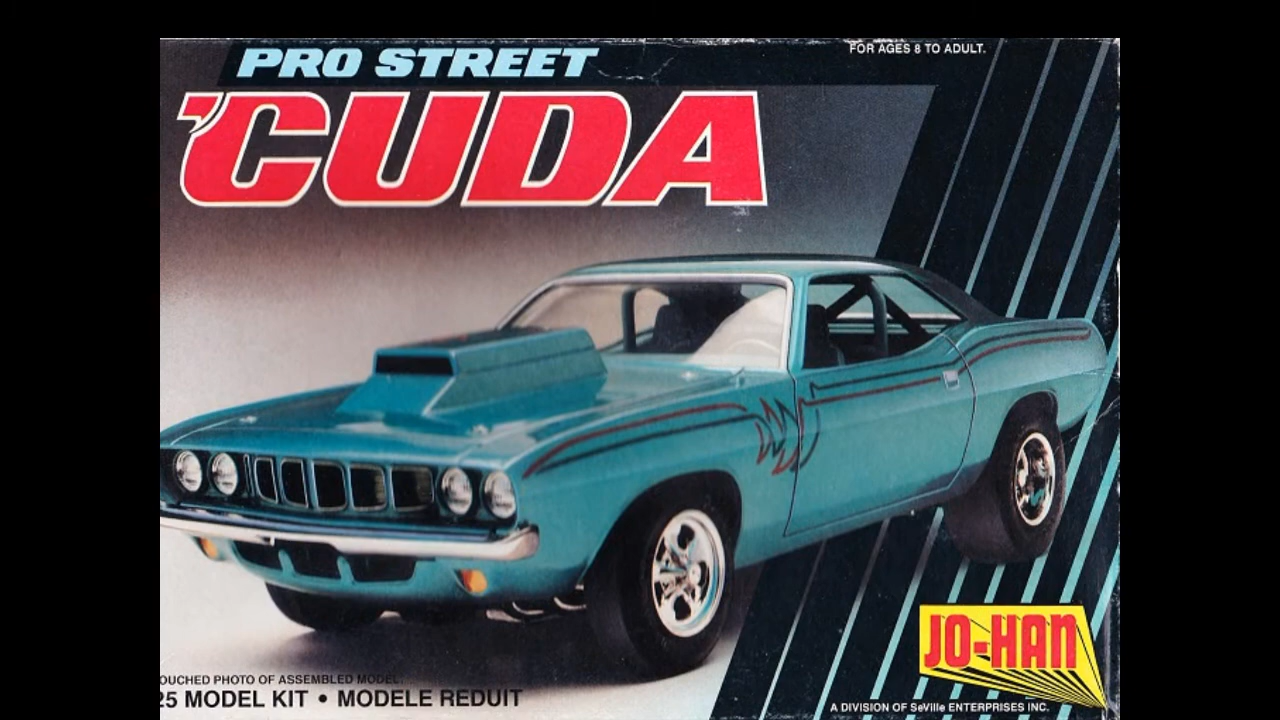 FOR AGES 8 TO ADULT.
PRO STREET
'CUDA
JO-HAN
OUCHED PHOTO OF ASSEMBLED MODEL.
25 MODEL KIT • MODELE REDUIT
A DIVISION OF SeVille ENTERPRISES INC.